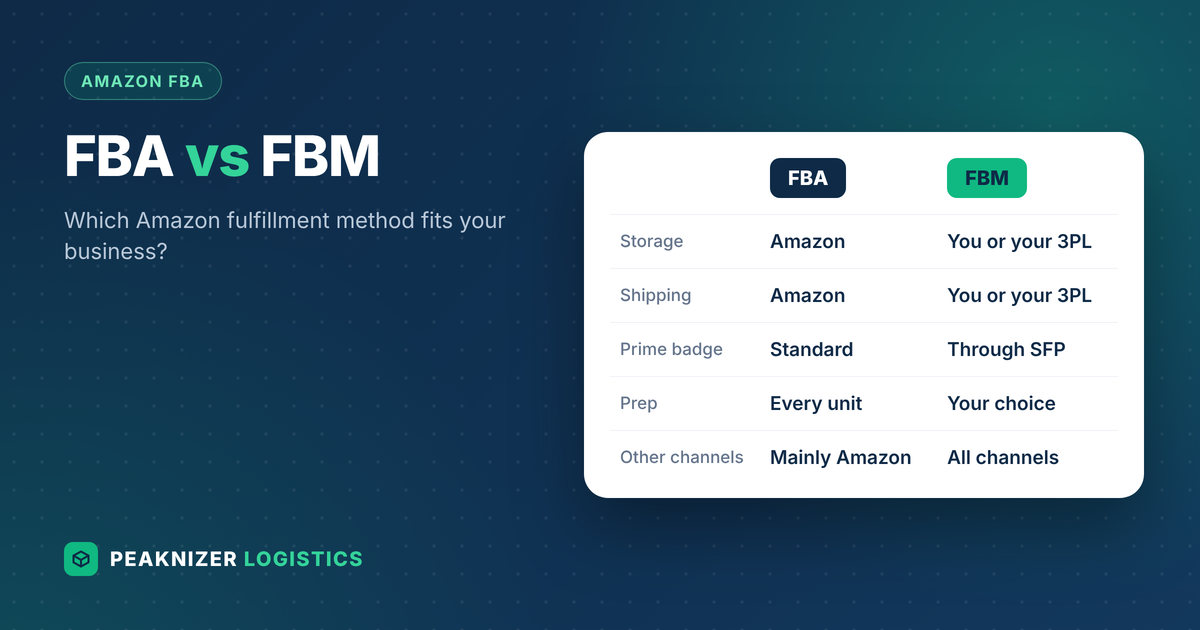 AMAZON FBA
FBA vs FBM
Which Amazon fulfillment method fits your
business?
FBA FBM
Storage Amazon You or your 3PL
Shipping Amazon You or your 3PL
Prime badge Standard Through SFP
Prep Every unit Your choice
Other channels Mainly Amazon All channels
PEAKNIZER LOGISTICS